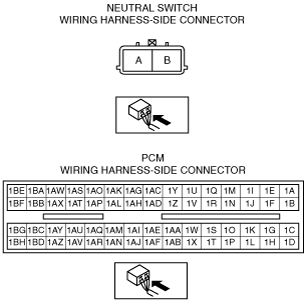 NEUTRAL SWITCH
WIRING HARNESS-SIDE CONNECTOR
A B
PCM
WIRING HARNESS-SIDE CONNECTOR
1BE 1BA 1AW 1AS 1AO 1AK 1AG 1AC 1Y 1U 1Q 1M 1I 1E 1A
1BF 1BB 1AX 1AT 1AP 1AL 1AH 1AD 1Z 1V 1R 1N 1J 1F 1B
1BG 1BC 1AY 1AU 1AQ 1AM 1AI 1AE 1AA 1W 1S 1O 1K 1G 1C
1BH 1BD 1AZ 1AV 1AR 1AN 1AJ 1AF 1AB 1X 1T 1P 1L 1H 1D